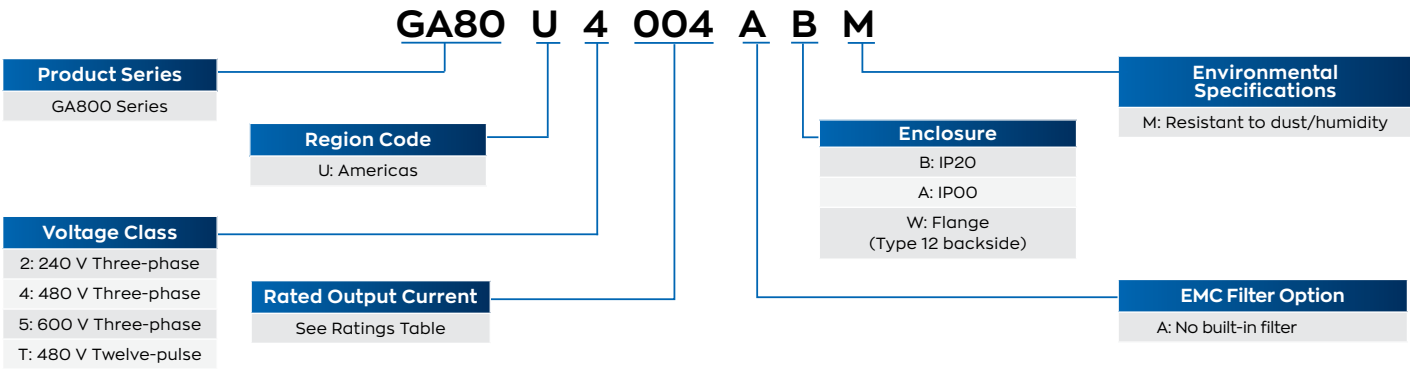 GA80 U 4 004 A B M
Product Series
GA800 Series
Region Code
U: Americas
Voltage Class
2: 240 V Three-phase
4: 480 V Three-phase
5: 600 V Three-phase
T: 480 V Twelve-pulse
Rated Output Current
See Ratings Table
Enclosure
B: IP20
A: IP00
W: Flange
(Type 12 backside)
Environmental
Specifications
M: Resistant to dust/humidity
EMC Filter Option
A: No built-in filter